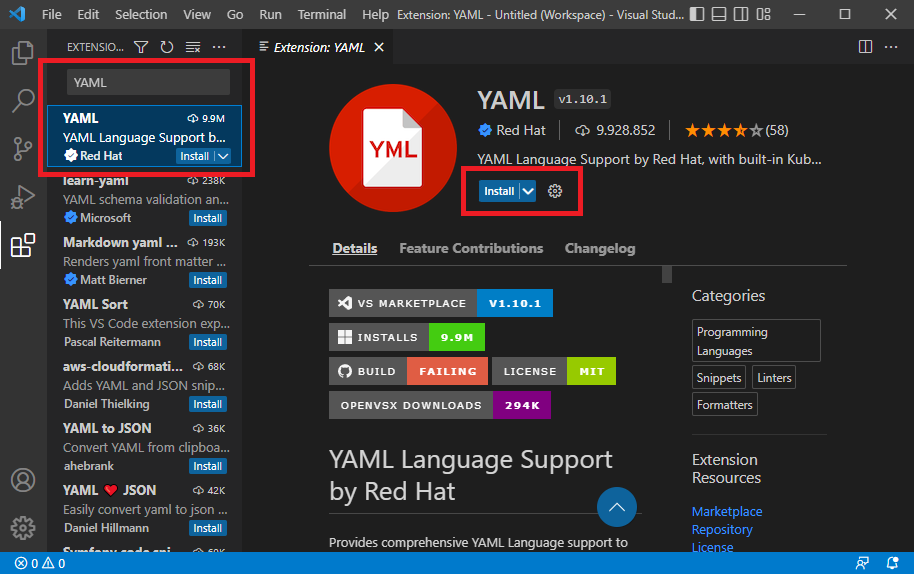 File Edit Selection View Go Run Terminal Help Extension: YAML - Untitled (Workspace) - Visual Stud...
EXTENSIO...
YAML
YAML 9.9M
YAML Language Support b...
Red Hat Install
learn-yaml 238K
YAML schema validation an...
Microsoft Install
Markdown yaml ... 193K
Renders yaml front matter ...
Matt Bierner Install
YAML Sort 70K
This VS Code extension exp...
Pascal Reitermann Install
aws-cloudformati... 68K
Adds YAML and JSON snip...
Daniel Thielking Install
YAML to JSON 36K
Convert YAML from clipboa...
ahebrank Install
YAML ❤️ JSON 42K
Easily convert yaml to json ...
Daniel Hillmann Install
Extension: YAML
YML
YAML v1.10.1
Red Hat 9.928.852 (58)
YAML Language Support by Red Hat, with built-in Kub...
Install
Details Feature Contributions Changelog
VS MARKETPLACE V1.10.1
INSTALLS 9.9M
BUILD FAILING LICENSE MIT
OPENVSX DOWNLOADS 294K
YAML Language Support
by Red Hat
Provides comprehensive YAML Language support to
Categories
Programming
Languages
Snippets Linters
Formatters
Extension
Resources
Marketplace
Repository
License
0 0